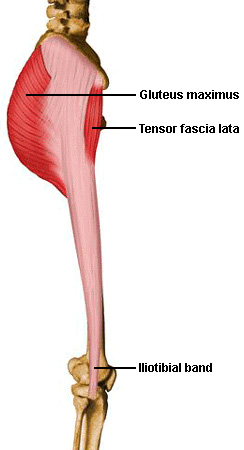 Gluteus maximus
Tensor fascia lata
Iliotibial band